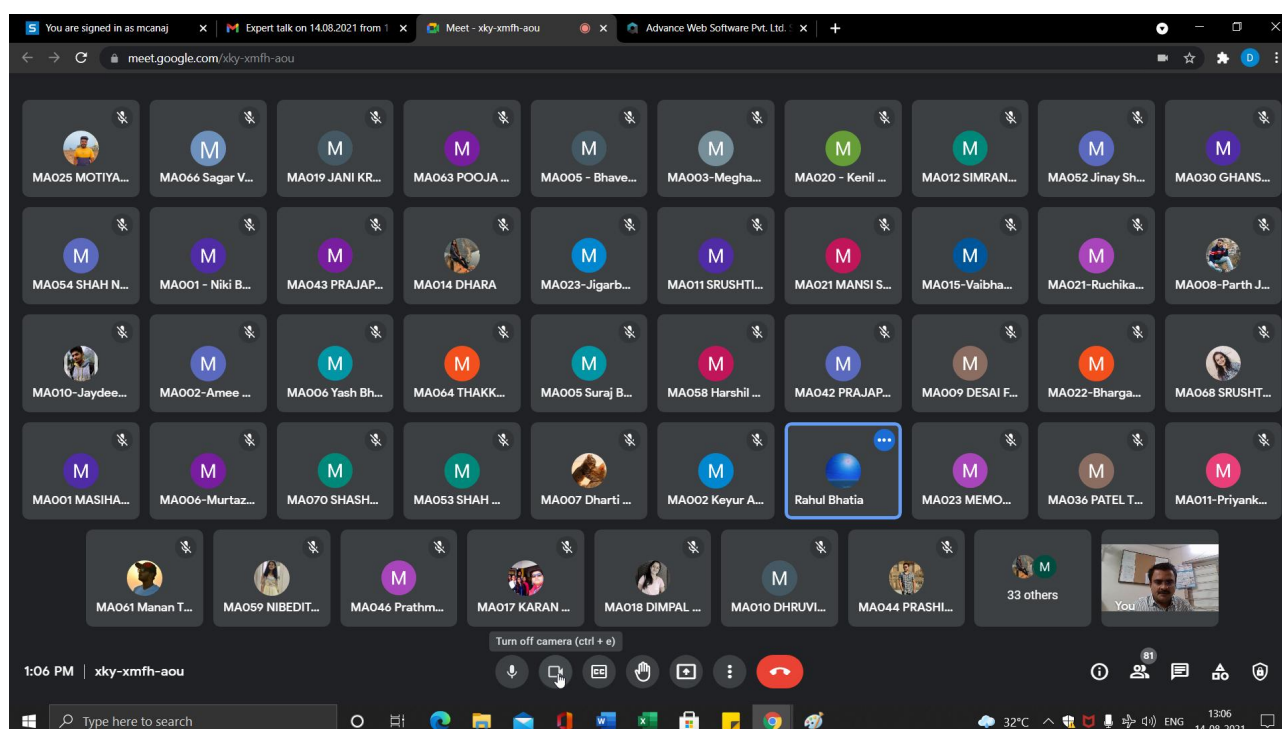 You are signed in as mcanaj
Expert talk on 14.08.2021 from 1
Meet - xky-xmfh-aou
Advance Web Software Pvt. Ltd.
meet.google.com/xky-xmfh-aou
D
M M M M M M M M M
MA025 MOTIYA... MA066 Sagar V... MA019 JANI KR... MA063 POOJA ... MA005 - Bhave... MA003-Megha... MA020 - Kenil ... MA012 SIMRAN... MA052 Jinay Sh... MA030 GHANS...
M M M M M M M M
MA054 SHAH N... MA001 - Niki B... MA043 PRAJAP... MA014 DHARA MA023-Jigarb... MA011 SRUSHTI... MA021 MANSI S... MA015-Vaibha... MA021-Ruchika... MA008-Parth J...
M M M M M M M M
MA010-Jaydee... MA002-Amee ... MA006 Yash Bh... MA064 THAKK... MA005 Suraj B... MA058 Harshil ... MA042 PRAJAP... MA009 DESAI F... MA022-Bharga... MA068 SRUSHT...
M M M M M M M M
MA001 MASIHA... MA006-Murtaz... MA070 SHASH... MA053 SHAH ... MA007 Dharti ... MA002 Keyur A... Rahul Bhatia MA023 MEMO... MA036 PATEL T... MA011-Priyank...
M M M
MA061 Manan T... MA059 NIBEDIT... MA046 Prathm... MA017 KARAN ... MA018 DIMPAL ... MA010 DHRUVI... MA044 PRASHI... 33 others You
Turn off camera (ctrl + e)
1:06 PM | xky-xmfh-aou
CC
81
Type here to search
32°C ENG 13:06
14-08-2021